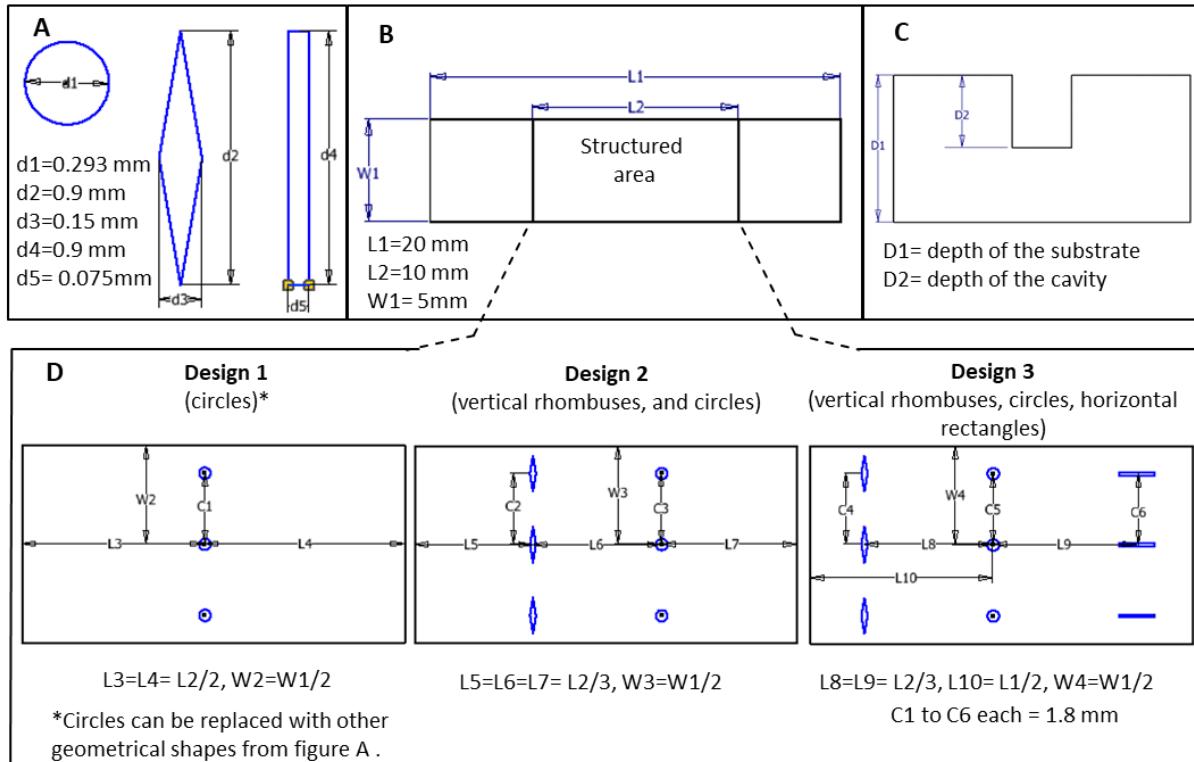 A
d1
d2
d3
d4
d5
d1=0.293 mm
d2=0.9 mm
d3=0.15 mm
d4=0.9 mm
d5= 0.075mm
B
L1
L2
W1
Structured
area
L1=20 mm
L2=10 mm
W1= 5mm
C
D1
D2
D1= depth of the substrate
D2= depth of the cavity
D
Design 1
(circles)*
W2
C1
L3
L4
L3=L4= L2/2, W2=W1/2
*Circles can be replaced with other
geometrical shapes from figure A .
Design 2
(vertical rhombuses, and circles)
C2
W3
C3
L5
L6
L7
L5=L6=L7= L2/3, W3=W1/2
Design 3
(vertical rhombuses, circles, horizontal
rectangles)
C4
W4
C5
C6
L8
L9
L10
L8=L9= L2/3, L10= L1/2, W4=W1/2
C1 to C6 each = 1.8 mm